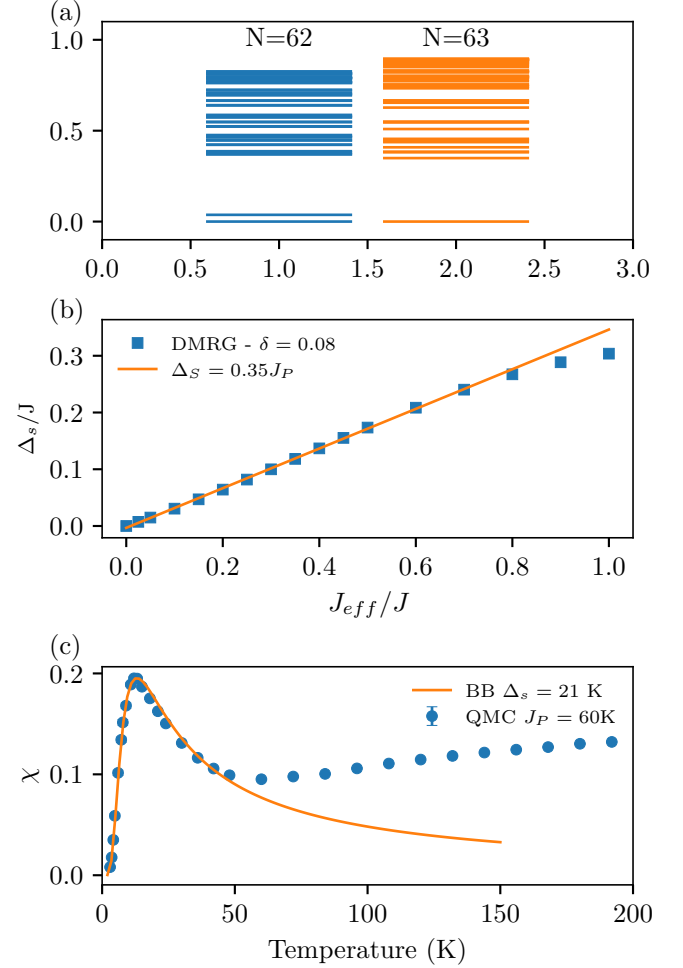 (a)
N=62 N=63
1.0
0.5
0.0
0.0 0.5 1.0 1.5 2.0 2.5 3.0
(b)
DMRG - δ = 0.08
Δ_S = 0.35J_P
0.3
0.2
0.1
0.0
Δ_s/J
0.0 0.2 0.4 0.6 0.8 1.0
J_{eff}/J
(c)
BB Δ_s = 21 K
QMC J_P = 60K
0.2
0.1
0.0
χ
0 50 100 150 200
Temperature (K)